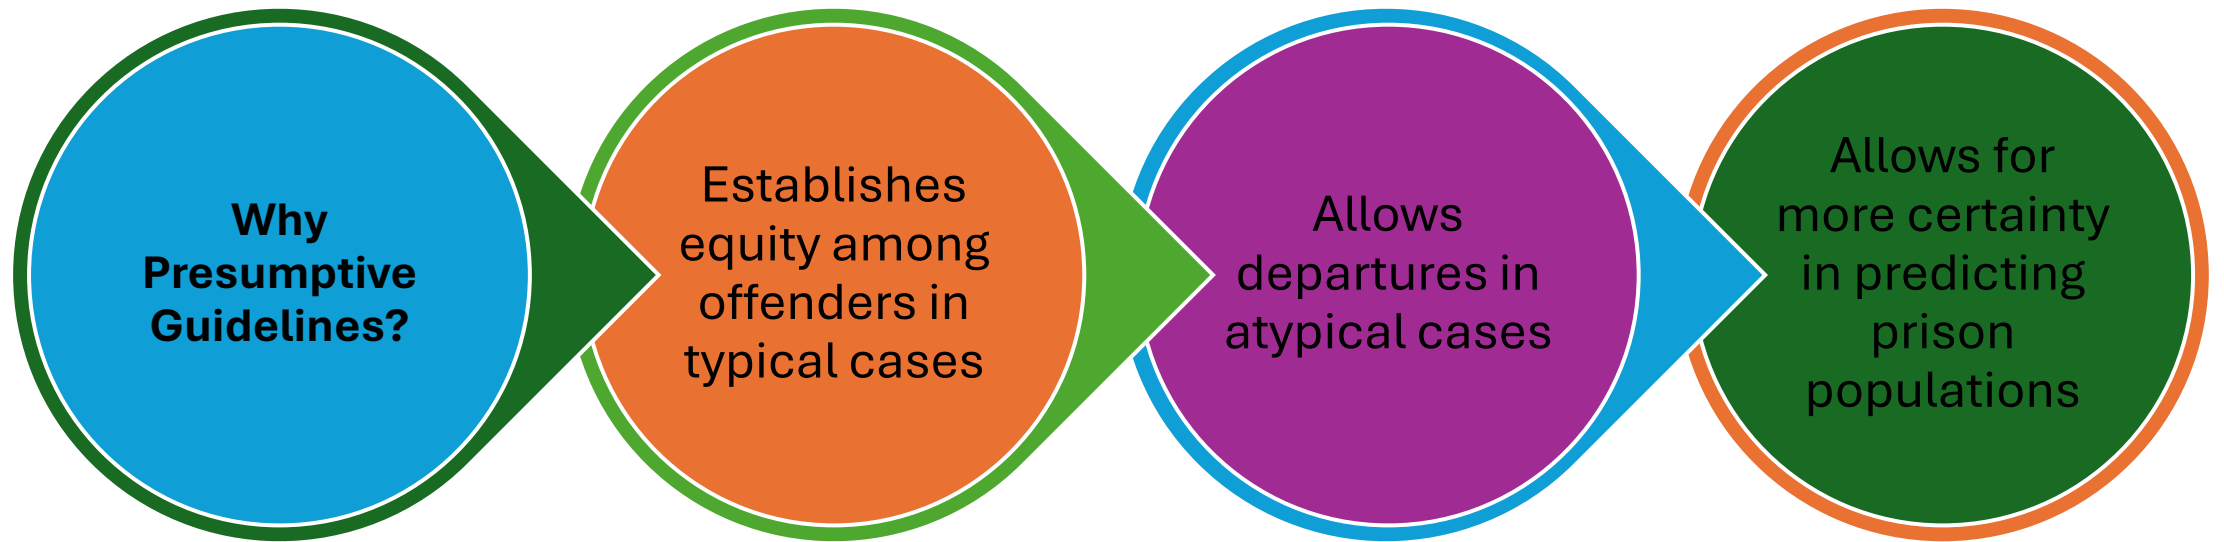 Why
Presumptive
Guidelines?
Establishes
equity among
offenders in
typical cases
Allows
departures in
atypical cases
Allows for
more certainty
in predicting
prison
populations